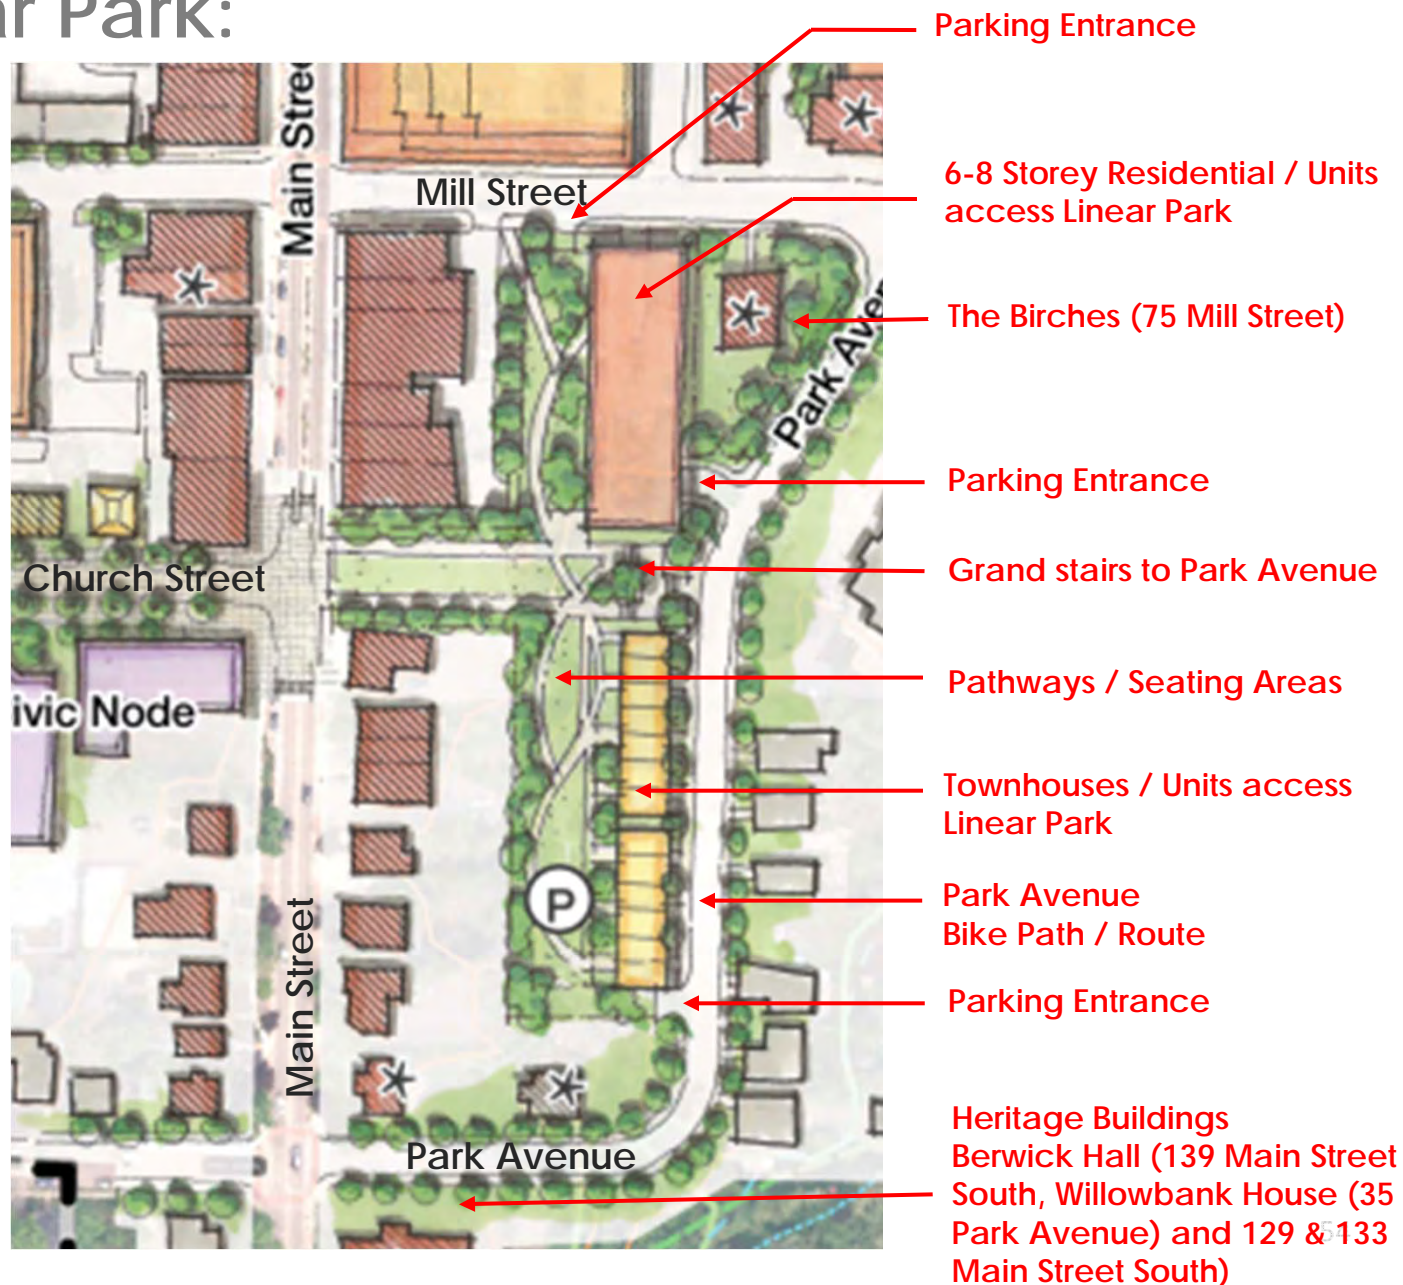 ar Park:
Parking Entrance
Main Stree
Mill Street
6-8 Storey Residential / Units
access Linear Park
The Birches (75 Mill Street)
Park Aven
Parking Entrance
Church Street
Grand stairs to Park Avenue
Pathways / Seating Areas
ivic Node
Townhouses / Units access
Linear Park
P
Park Avenue
Bike Path / Route
Main Street
Parking Entrance
Park Avenue
Heritage Buildings
Berwick Hall (139 Main Street
South, Willowbank House (35
Park Avenue) and 129 & 133
Main Street South)